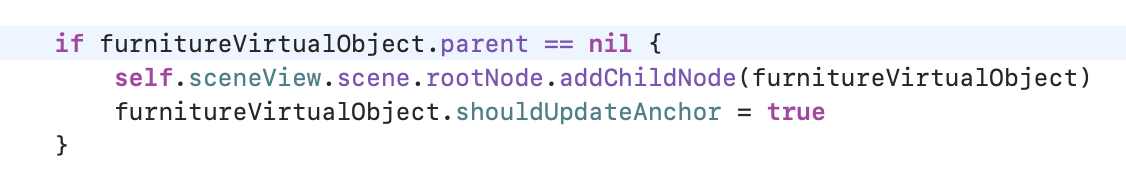 if furnitureVirtualObject.parent == nil {
    self.sceneView.scene.rootNode.addChildNode(furnitureVirtualObject)
    furnitureVirtualObject.shouldUpdateAnchor = true
}